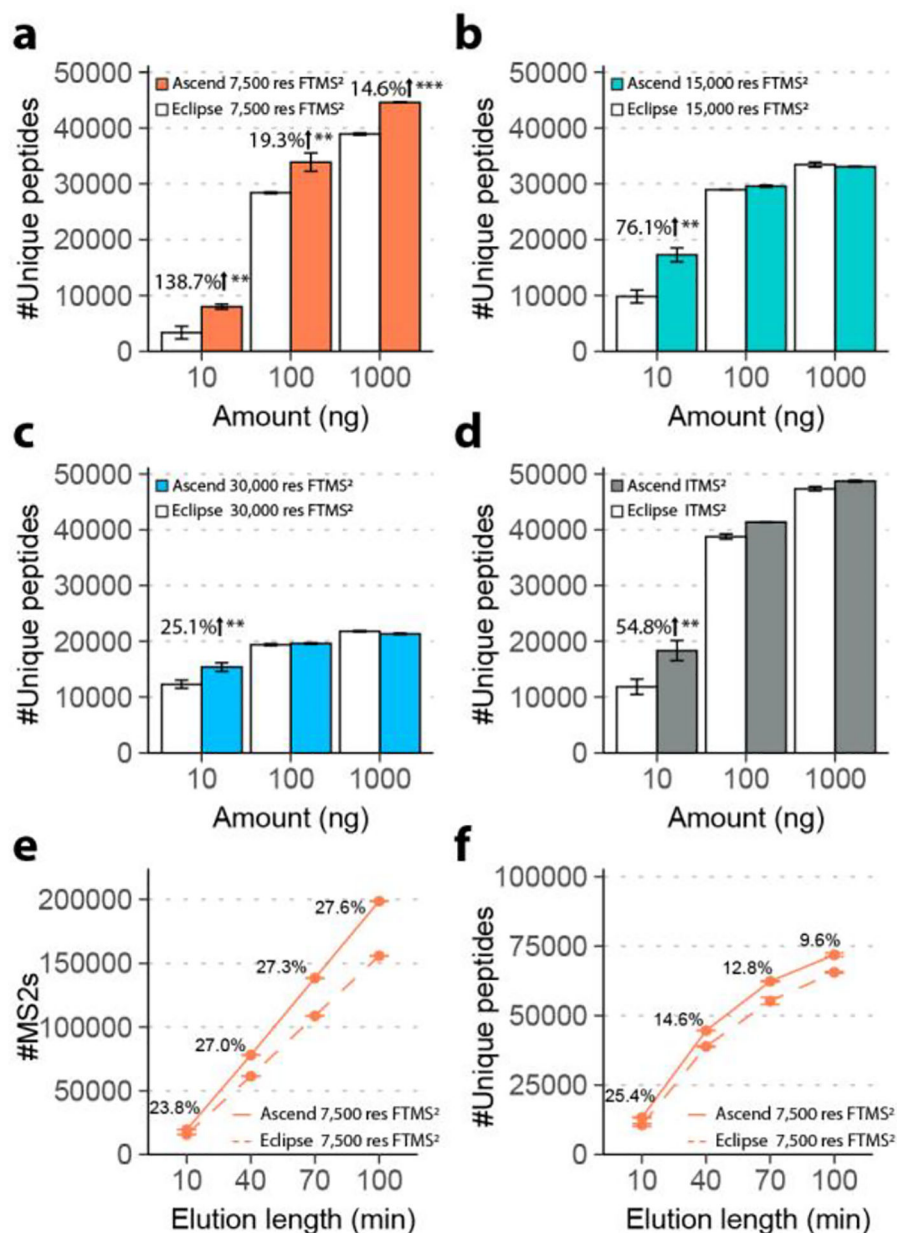 a
50000
40000
30000
20000
10000
0
#Unique peptides
Ascend 7,500 res FTMS²
Eclipse 7,500 res FTMS²
138.7%↑**
19.3%↑**
14.6%↑***
10 100 1000
Amount (ng)
b
50000
40000
30000
20000
10000
0
#Unique peptides
Ascend 15,000 res FTMS²
Eclipse 15,000 res FTMS²
76.1%↑**
10 100 1000
Amount (ng)
c
50000
40000
30000
20000
10000
0
#Unique peptides
Ascend 30,000 res FTMS²
Eclipse 30,000 res FTMS²
25.1%↑**
10 100 1000
Amount (ng)
d
50000
40000
30000
20000
10000
0
#Unique peptides
Ascend ITMS²
Eclipse ITMS²
54.8%↑**
10 100 1000
Amount (ng)
e
200000
150000
100000
50000
0
#MS2s
23.8%
27.0%
27.3%
27.6%
Ascend 7,500 res FTMS²
Eclipse 7,500 res FTMS²
10 40 70 100
Elution length (min)
f
100000
75000
50000
25000
0
#Unique peptides
25.4%
14.6%
12.8%
9.6%
Ascend 7,500 res FTMS²
Eclipse 7,500 res FTMS²
10 40 70 100
Elution length (min)